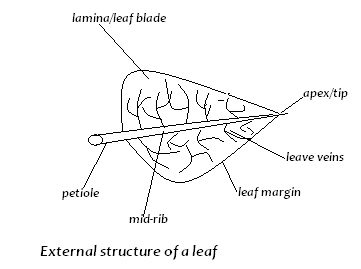 lamina/leaf blade
apex/tip
leave veins
petiole
leaf margin
mid-rib
External structure of a leaf